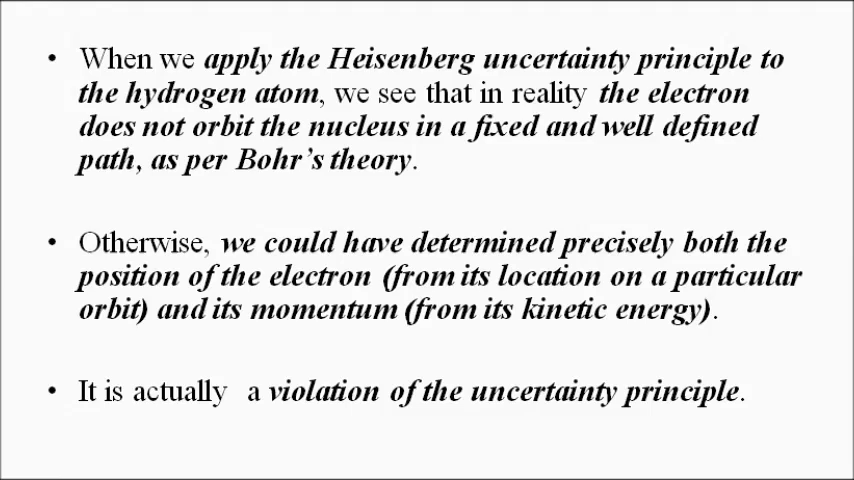 • When we apply the Heisenberg uncertainty principle to
the hydrogen atom, we see that in reality the electron
does not orbit the nucleus in a fixed and well defined
path, as per Bohr's theory.
• Otherwise, we could have determined precisely both the
position of the electron (from its location on a particular
orbit) and its momentum (from its kinetic energy).
• It is actually a violation of the uncertainty principle.